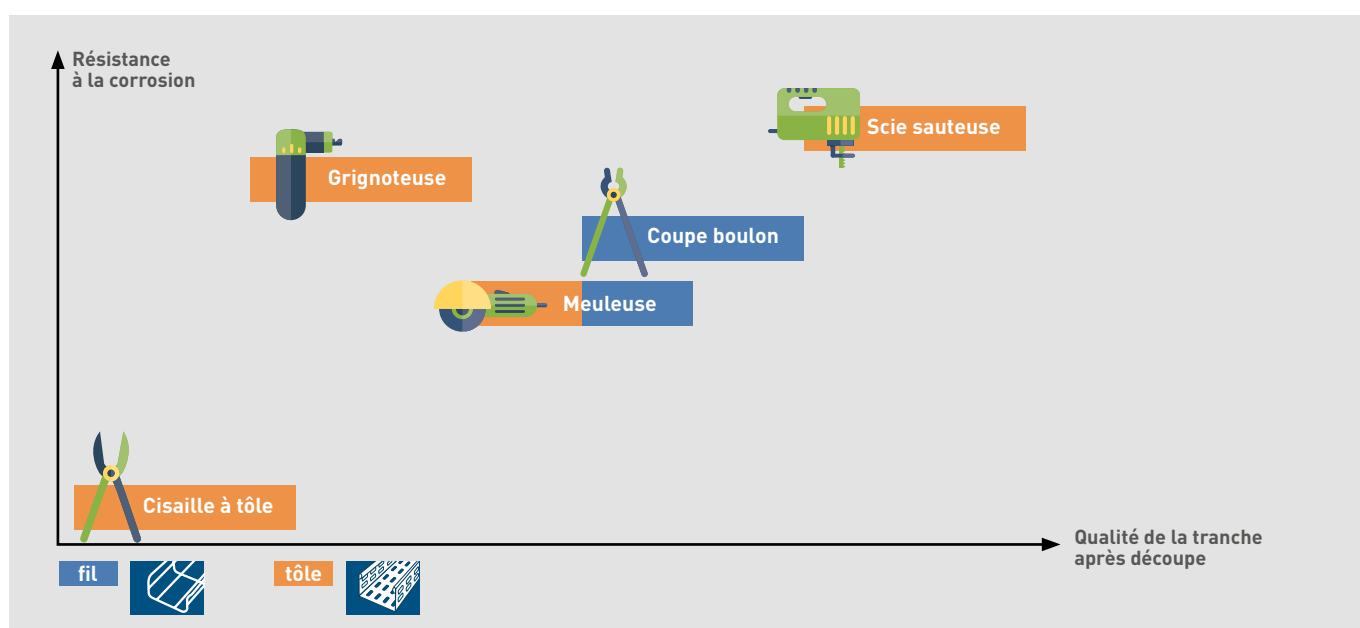 Résistance
à la corrosion
Scie sauteuse
Grignoteuse
Coupe boulon
Meuleuse
Cisaille à tôle
Qualité de la tranche
après découpe
fil
tôle